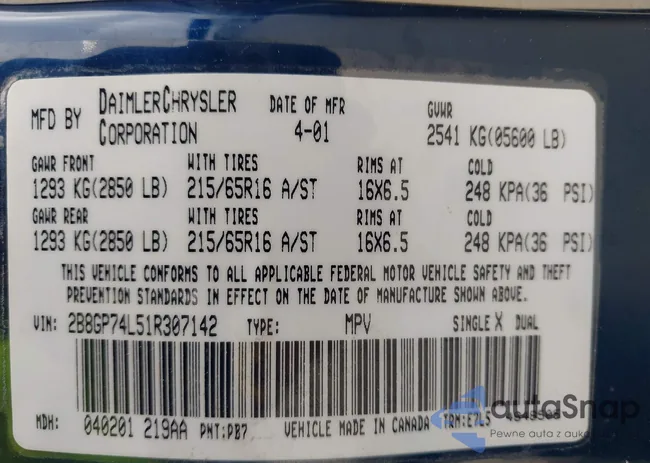 MFD BY DAIMLERCHRYSLER CORPORATION DATE OF MFR 4-01 GVWR 2541 KG(05600 LB)
GAWR FRONT WITH TIRES RIMS AT COLD
1293 KG(2850 LB) 215/65R16 A/ST 16X6.5 248 KPA(36 PSI)
GAWR REAR WITH TIRES RIMS AT COLD
1293 KG(2850 LB) 215/65R16 A/ST 16X6.5 248 KPA(36 PSI)
THIS VEHICLE CONFORMS TO ALL APPLICABLE FEDERAL MOTOR VEHICLE SAFETY AND THEFT
PREVENTION STANDARDS IN EFFECT ON THE DATE OF MANUFACTURE SHOWN ABOVE.
VIN: 2B8GP74L51R307142 TYPE: MPV SINGLE X DUAL
MDH: 040201 219AA PNT:PB7 VEHICLE MADE IN CANADA TRM:E7L5
autoSnap
Pewne auta z aukcji